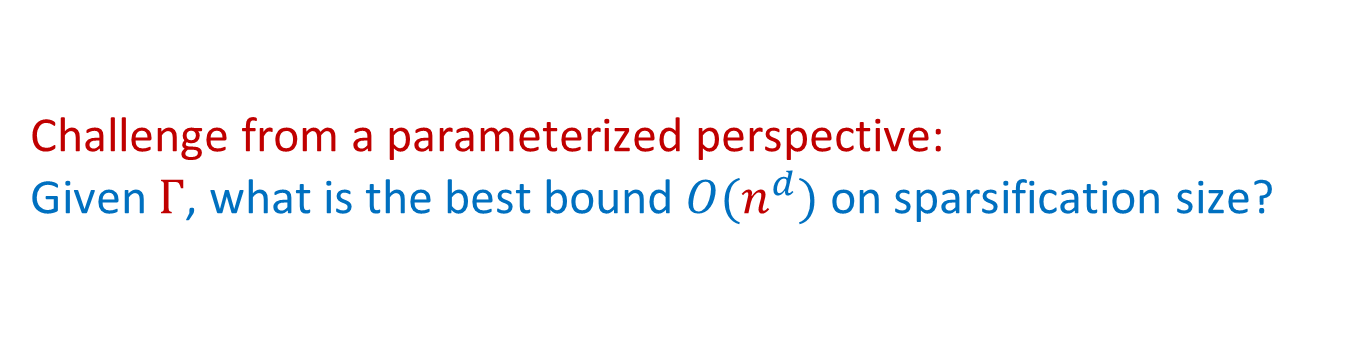 Challenge from a parameterized perspective:
Given Γ, what is the best bound O(n^d) on sparsification size?